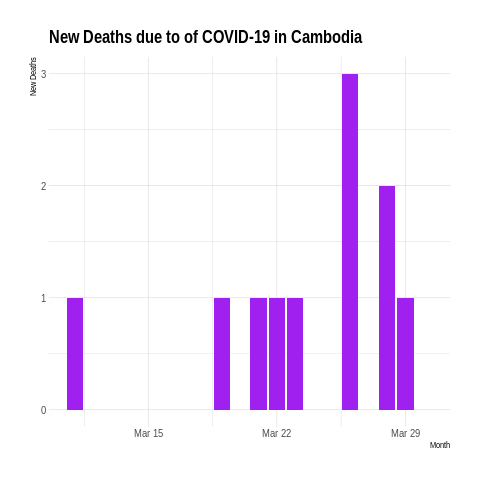 New Deaths due to of COVID-19 in Cambodia
New Deaths
3
2
1
0
Mar 15
Mar 22
Mar 29
Month